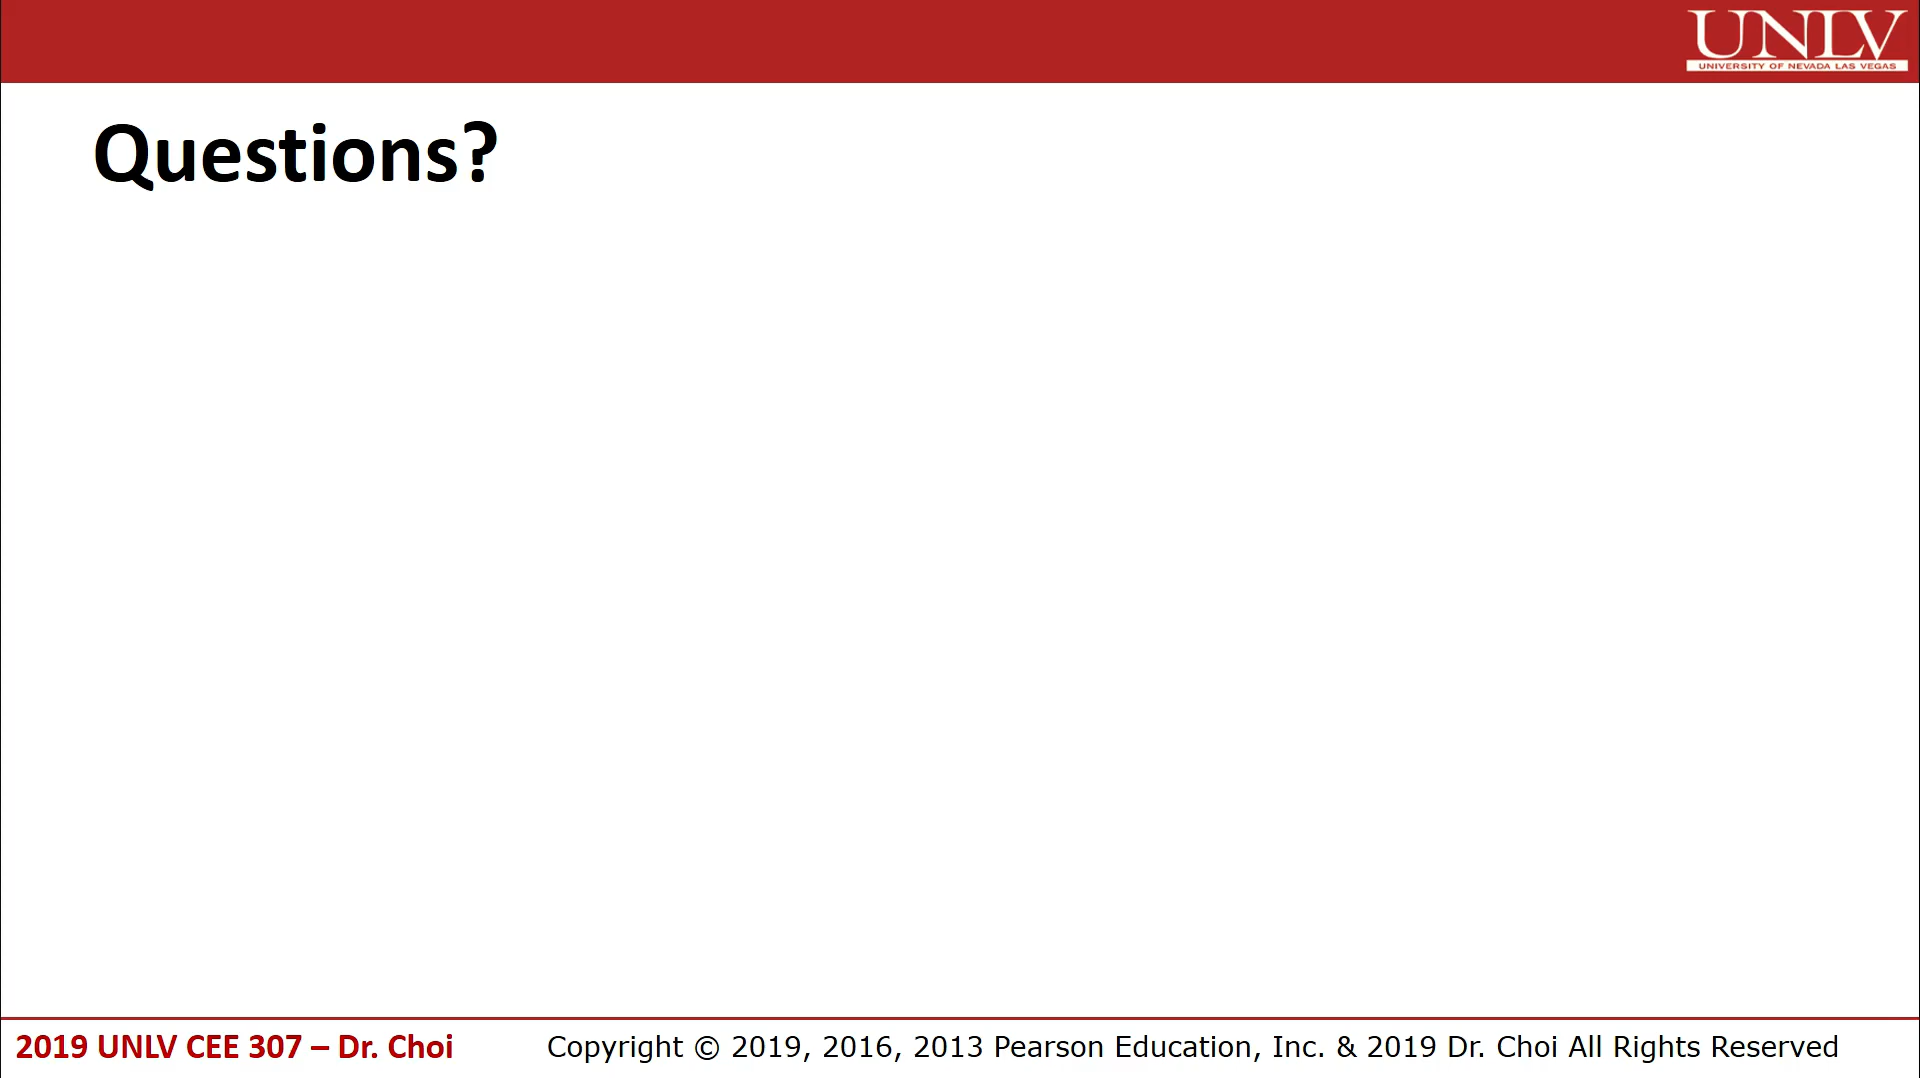 UNLV
UNIVERSITY OF NEVADA LAS VEGAS
Questions?
2019 UNLV CEE 307 – Dr. Choi
Copyright © 2019, 2016, 2013 Pearson Education, Inc. & 2019 Dr. Choi All Rights Reserved